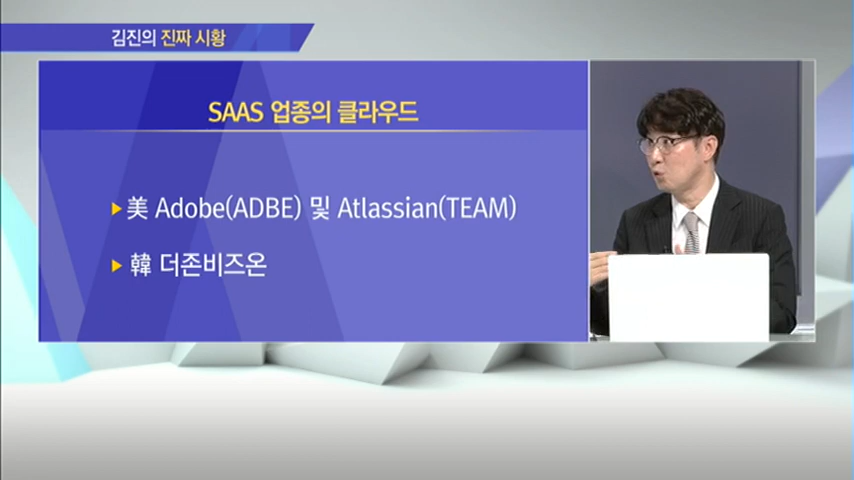 김진의 진짜 시황
SAAS 업종의 클라우드
▶美 Adobe(ADBE) 및 Atlassian(TEAM)
▶ 韓 더존비즈온